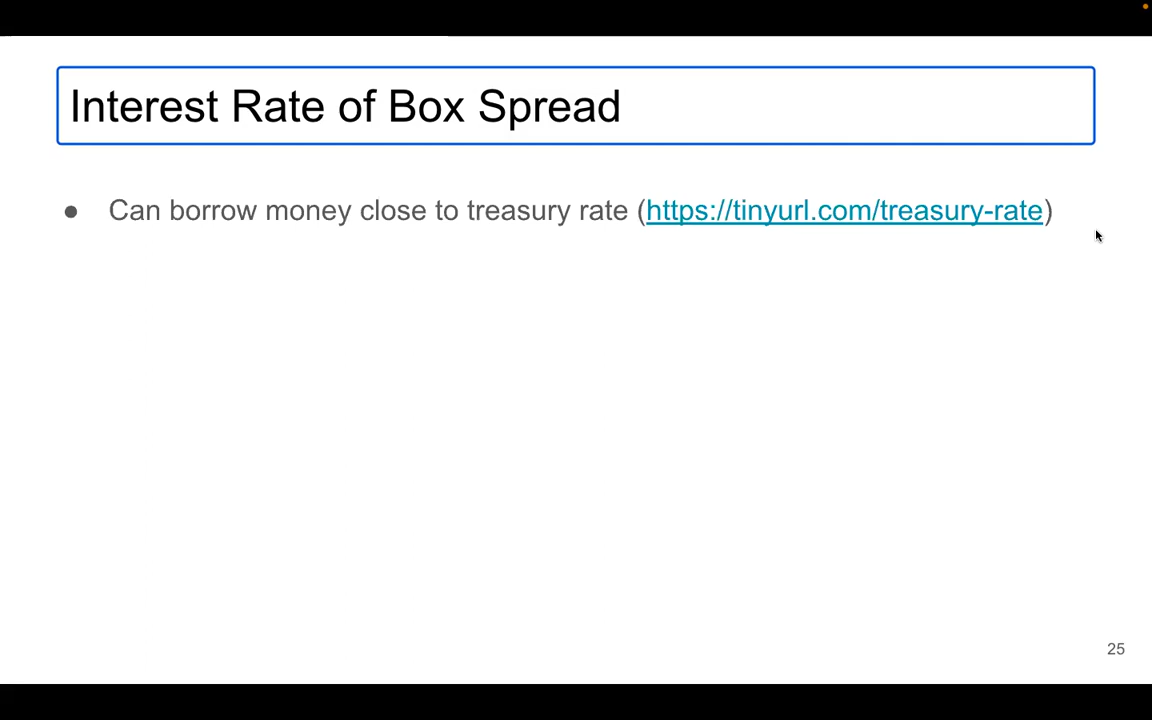 Interest Rate of Box Spread
● Can borrow money close to treasury rate (https://tinyurl.com/treasury-rate)
25